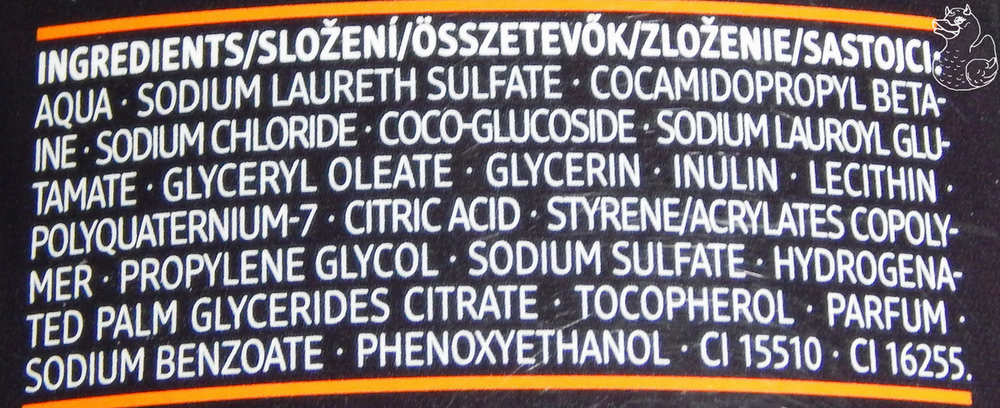 INGREDIENTS/SLOŽENÍ/ÖSSZETEVŐK/ZLOŽENIE/SASTOJCI:
AQUA · SODIUM LAURETH SULFATE · COCAMIDOPROPYL BETA-
INE · SODIUM CHLORIDE · COCO-GLUCOSIDE · SODIUM LAUROYL GLU-
TAMATE · GLYCERYL OLEATE · GLYCERIN · INULIN · LECITHIN ·
POLYQUATERNIUM-7 · CITRIC ACID · STYRENE/ACRYLATES COPOLY-
MER · PROPYLENE GLYCOL · SODIUM SULFATE · HYDROGENA-
TED PALM GLYCERIDES CITRATE · TOCOPHEROL · PARFUM ·
SODIUM BENZOATE · PHENOXYETHANOL · CI 15510 · CI 16255.